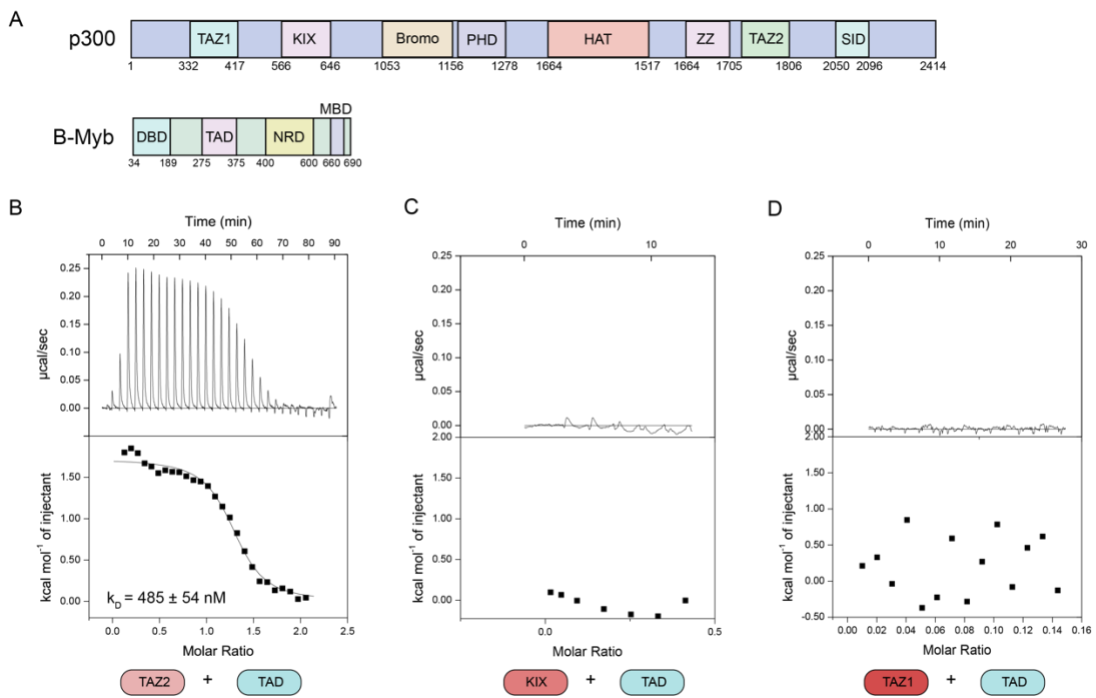 A
p300
TAZ1 KIX Bromo PHD HAT ZZ TAZ2 SID
1 332 417 566 646 1053 1156 1278 1664 1517 1664 1705 1806 2050 2096 2414
MBD
B-Myb
DBD TAD NRD
34 189 275 375 400 600 660 690
B
Time (min)
0 10 20 30 40 50 60 70 80 90
0.25
0.20
0.15
0.10
0.05
0.00
µcal/sec
1.50
1.00
0.50
0.00
kcal mol⁻¹ of injectant
k_D = 485 ± 54 nM
0.0 0.5 1.0 1.5 2.0 2.5
Molar Ratio
TAZ2 + TAD
C
Time (min)
0 10
0.25
0.20
0.15
0.10
0.05
0.00
µcal/sec
2.00
1.50
1.00
0.50
0.00
kcal mol⁻¹ of injectant
0.0 0.5
Molar Ratio
KIX + TAD
D
Time (min)
0 10 20 30
0.25
0.20
0.15
0.10
0.05
0.00
µcal/sec
2.00
1.50
1.00
0.50
0.00
-0.50
kcal mol⁻¹ of injectant
0.00 0.02 0.04 0.06 0.08 0.10 0.12 0.14 0.16
Molar Ratio
TAZ1 + TAD